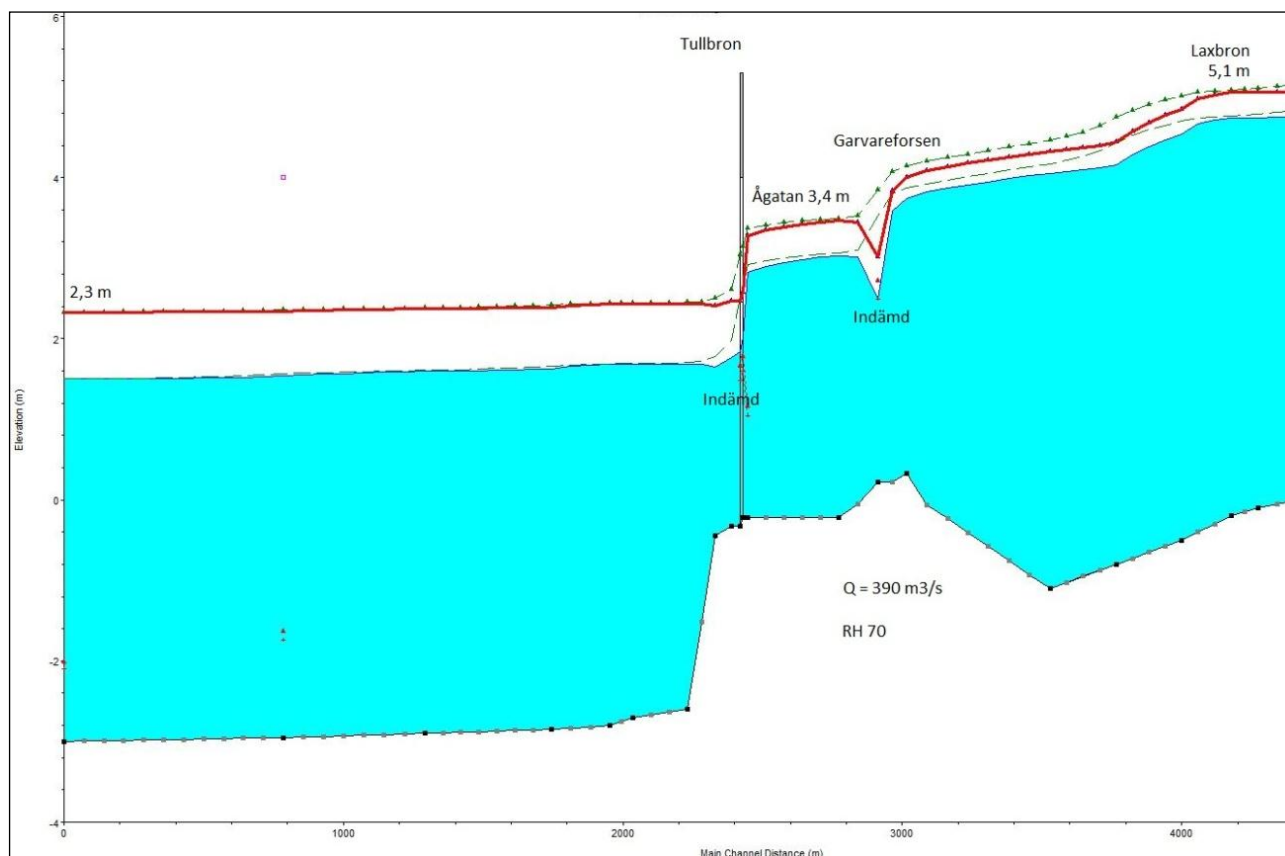 6
Tullbron
Laxbron
5,1 m
Garvareforsen
4
Ågatan 3,4 m
2,3 m
2
Indämd
Indämd
Elevation (m)
0
Q = 390 m3/s
RH 70
-2
-4
0
1000
2000
3000
4000
Main Channel Distance (m)